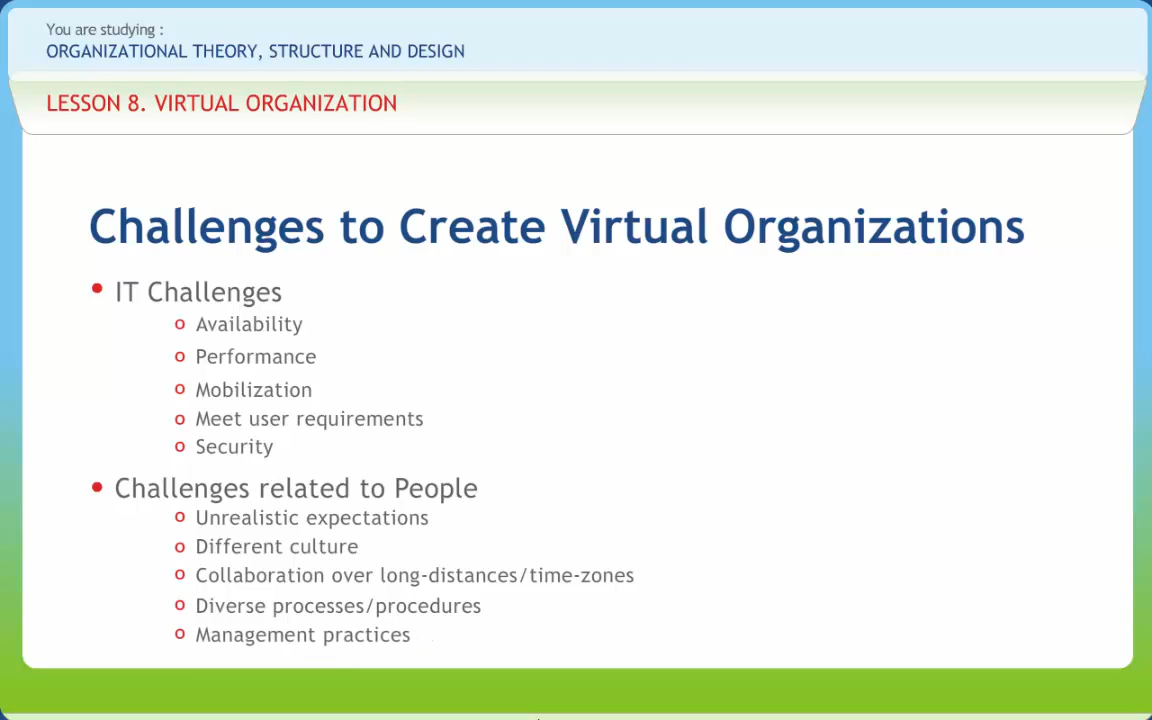 You are studying :
ORGANIZATIONAL THEORY, STRUCTURE AND DESIGN
LESSON 8. VIRTUAL ORGANIZATION
Challenges to Create Virtual Organizations
• IT Challenges
o Availability
o Performance
o Mobilization
o Meet user requirements
o Security
• Challenges related to People
o Unrealistic expectations
o Different culture
o Collaboration over long-distances/time-zones
o Diverse processes/procedures
o Management practices